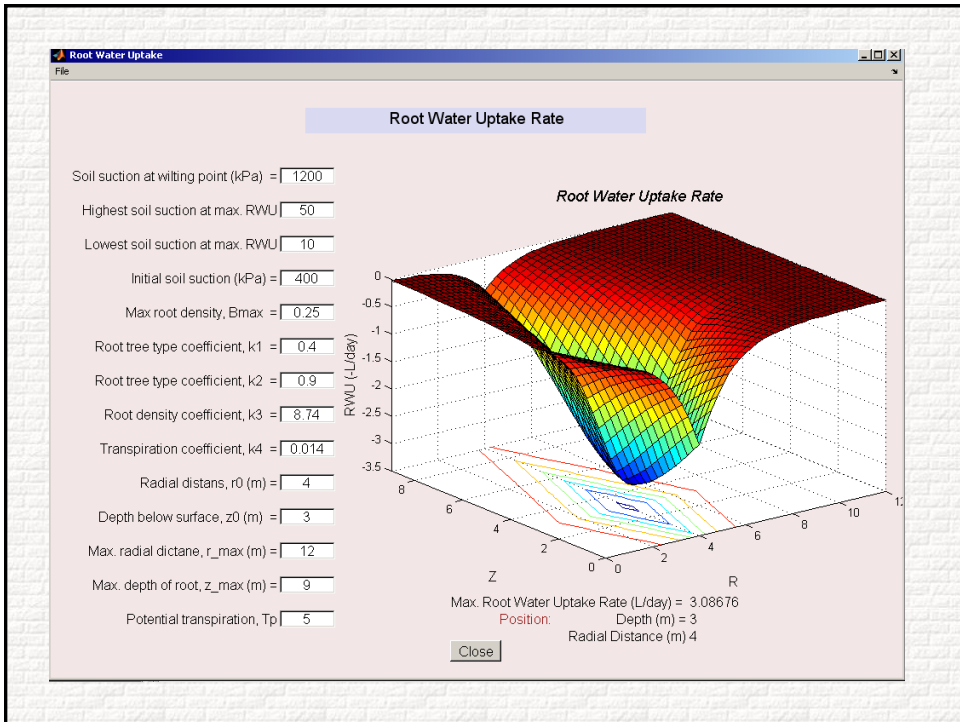 Root Water Uptake
File
Root Water Uptake Rate
Soil suction at wilting point (kPa) = 1200
Highest soil suction at max. RWU 50
Lowest soil suction at max. RWU 10
Initial soil suction (kPa) = 400
Max root density, Bmax = 0.25
Root tree type coefficient, k1 = 0.4
Root tree type coefficient, k2 = 0.9
Root density coefficient, k3 = 8.74
Transpiration coefficient, k4 = 0.014
Radial distans, r0 (m) = 4
Depth below surface, z0 (m) = 3
Max. radial dictane, r_max (m) = 12
Max. depth of root, z_max (m) = 9
Potential transpiration, Tp 5
Root Water Uptake Rate
0
-0.5
-1
-1.5
-2
-2.5
-3
-3.5
RWU (-L/day)
8
6
4
2
0
Z
0
2
4
6
8
10
12
R
Max. Root Water Uptake Rate (L/day) = 3.08676
Position: Depth (m) = 3
Radial Distance (m) 4
Close